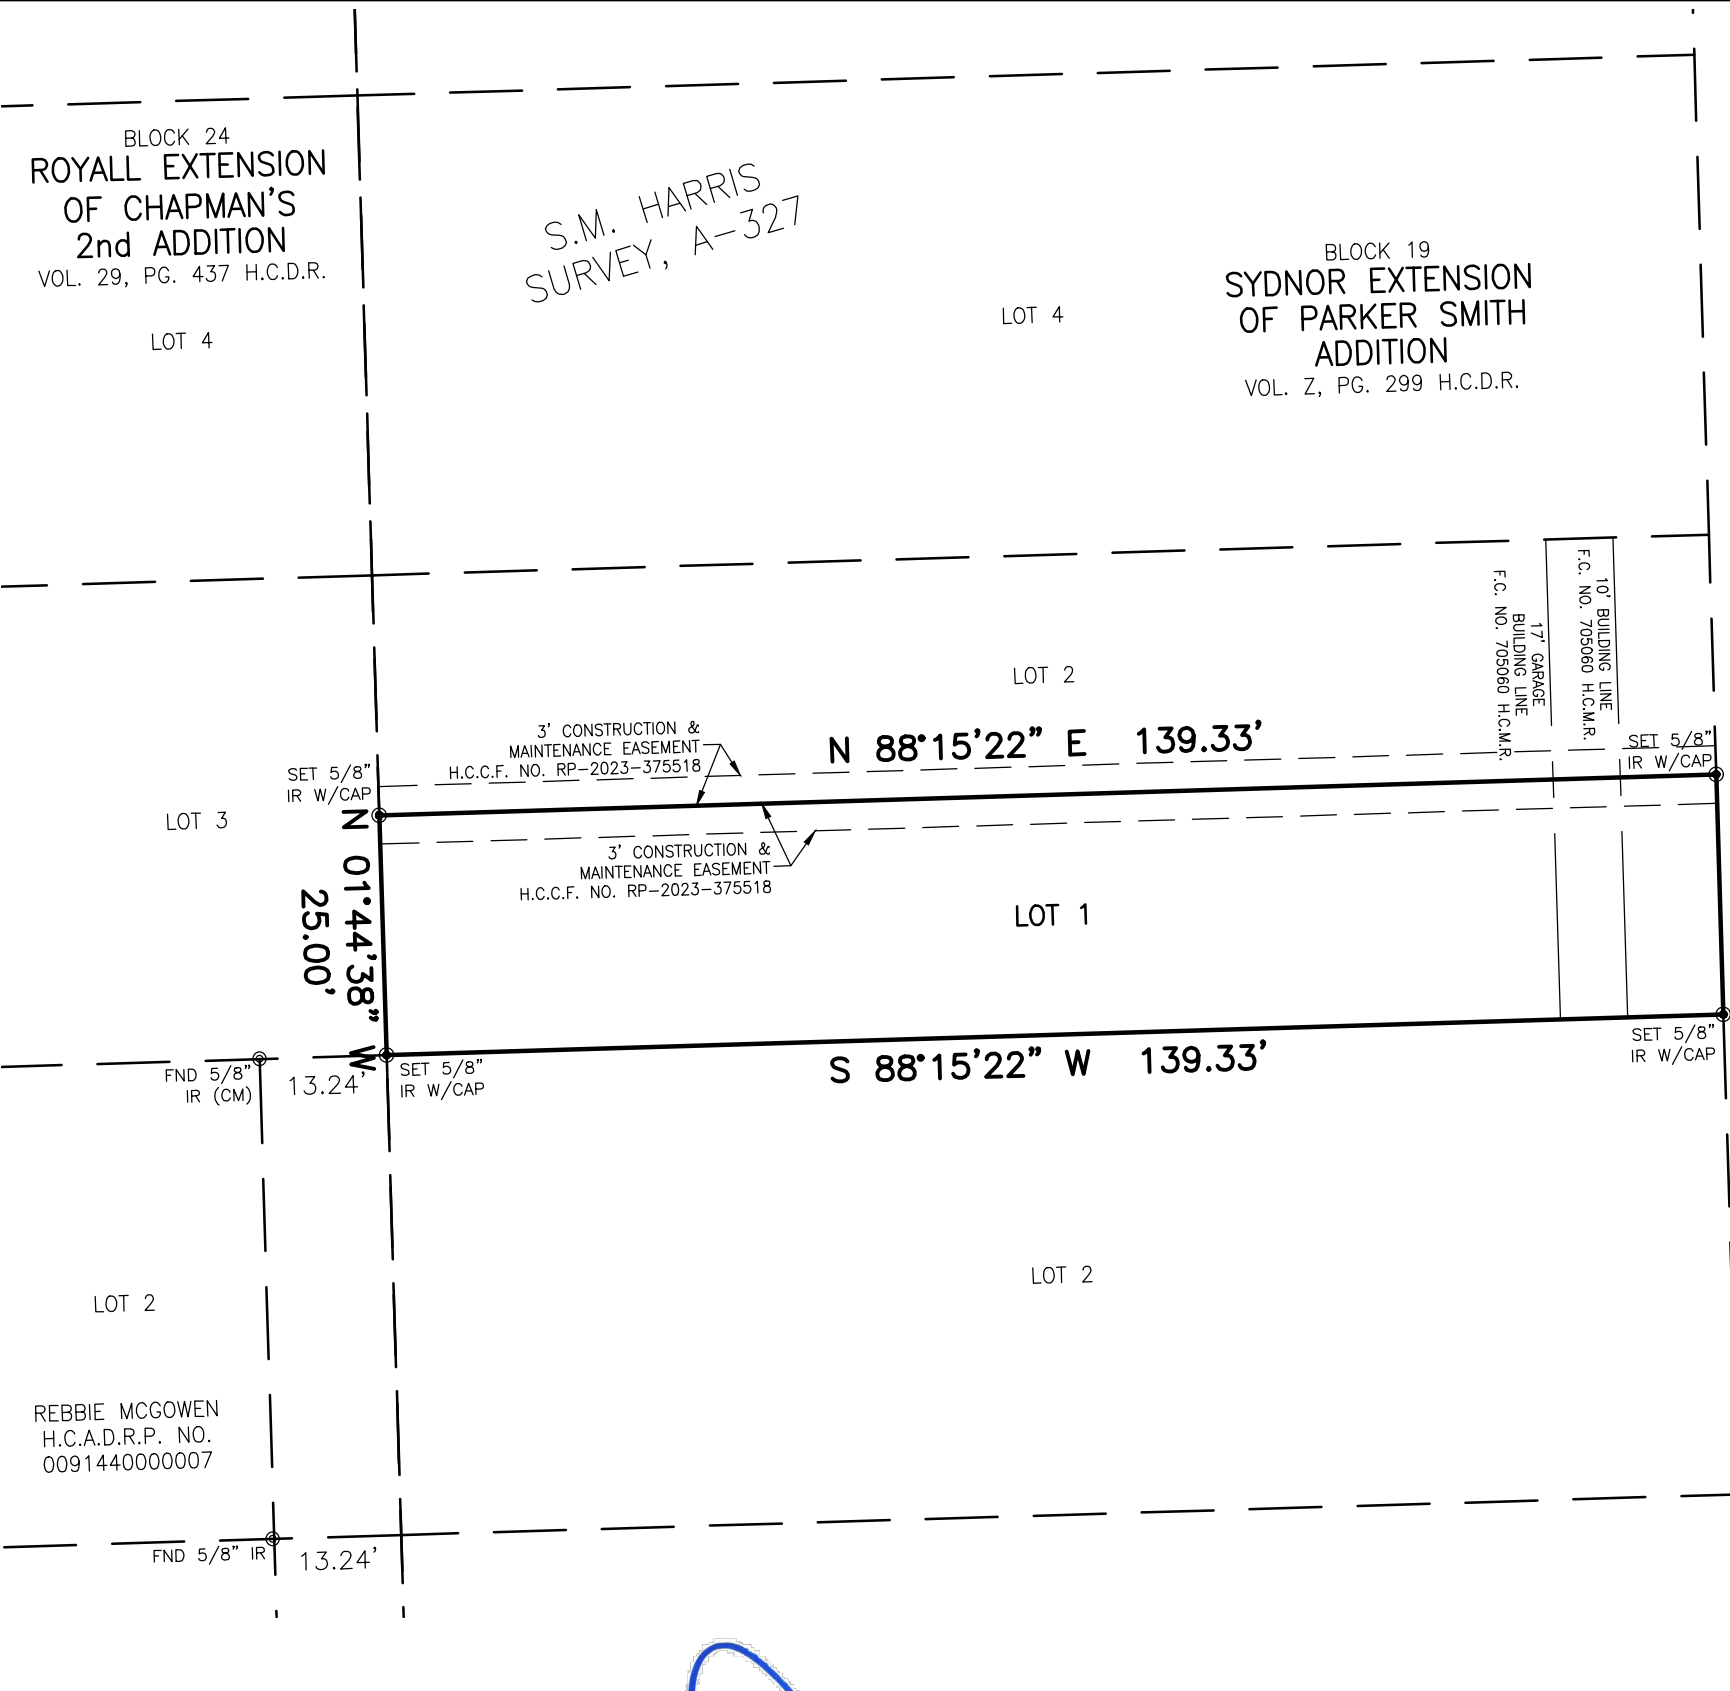 BLOCK 24
ROYALL EXTENSION
OF CHAPMAN'S
2nd ADDITION
VOL. 29, PG. 437 H.C.D.R.
LOT 4
S.M. HARRIS
SURVEY, A-327
LOT 4
BLOCK 19
SYDNOR EXTENSION
OF PARKER SMITH
ADDITION
VOL. Z, PG. 299 H.C.D.R.
10' BUILDING LINE
F.C. NO. 705060 H.C.M.R.
17' GARAGE
BUILDING LINE
F.C. NO. 705060 H.C.M.R.
LOT 2
3' CONSTRUCTION &
MAINTENANCE EASEMENT
H.C.C.F. NO. RP-2023-375518
N 88°15'22" E 139.33'
SET 5/8"
IR W/CAP
SET 5/8"
IR W/CAP
LOT 3
N 01°44'38" W
25.00'
3' CONSTRUCTION &
MAINTENANCE EASEMENT
H.C.C.F. NO. RP-2023-375518
LOT 1
FND 5/8"
IR (CM)
13.24'
SET 5/8"
IR W/CAP
S 88°15'22" W 139.33'
SET 5/8"
IR W/CAP
LOT 2
LOT 2
REBBIE MCGOWEN
H.C.A.D.R.P. NO.
0091440000007
FND 5/8" IR
13.24'